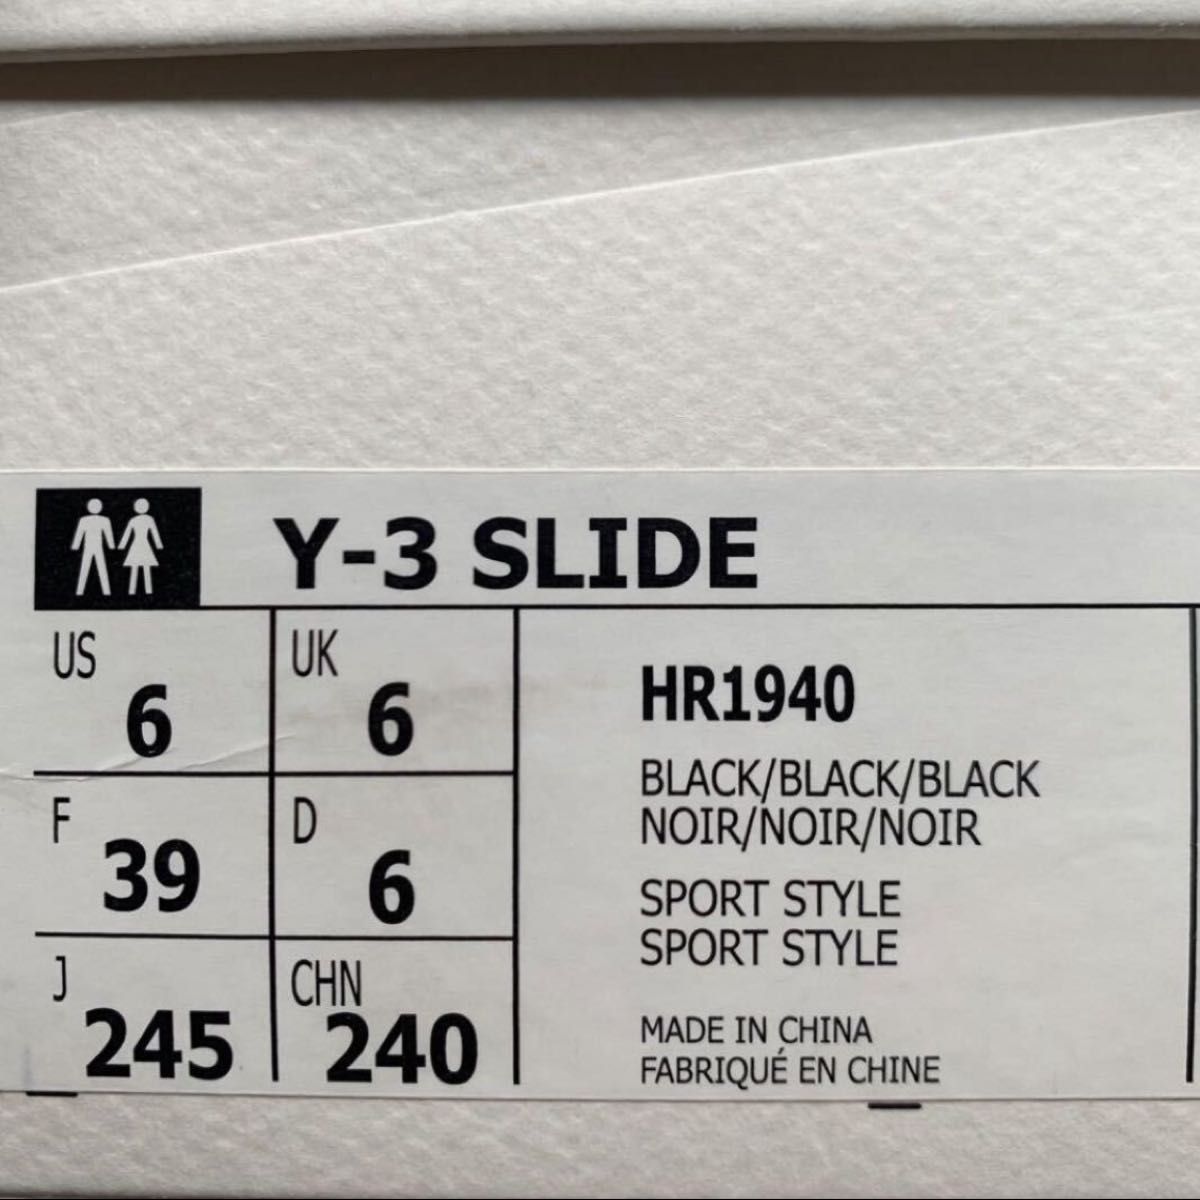 Y-3 SLIDE
US
6
UK
6
F
39
D
6
J
245
CHN
240
HR1940
BLACK/BLACK/BLACK
NOIR/NOIR/NOIR
SPORT STYLE
SPORT STYLE
MADE IN CHINA
FABRIQUÉ EN CHINE